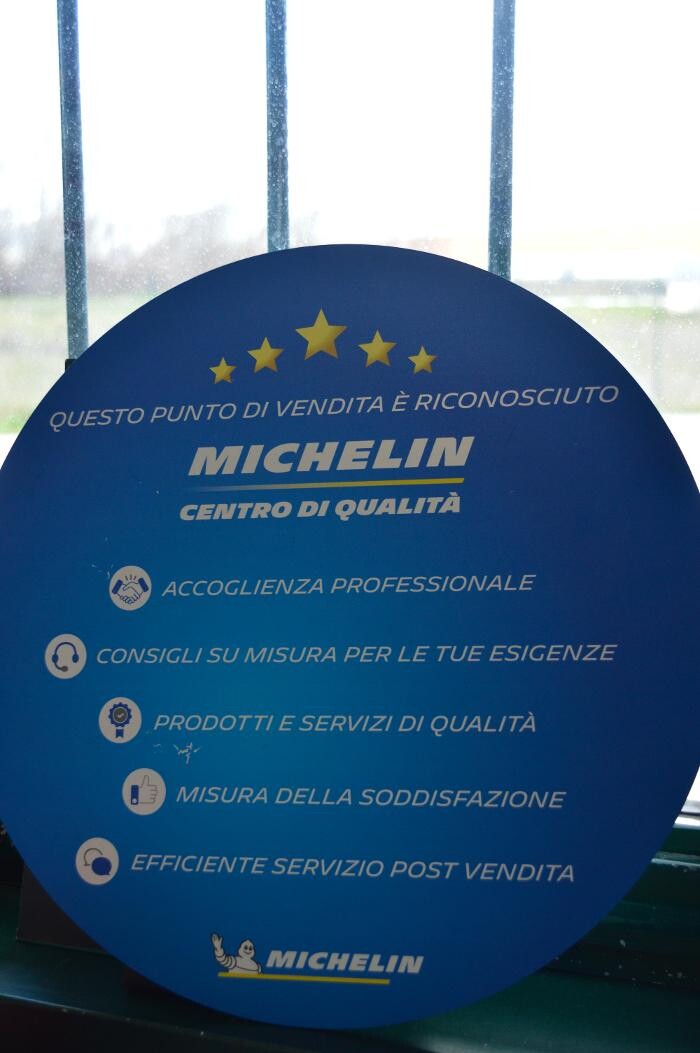 QUESTO PUNTO DI VENDITA È RICONOSCIUTO
MICHELIN
CENTRO DI QUALITÀ
ACCOGLIENZA PROFESSIONALE
CONSIGLI SU MISURA PER LE TUE ESIGENZE
PRODOTTI E SERVIZI DI QUALITÀ
MISURA DELLA SODDISFAZIONE
EFFICIENTE SERVIZIO POST VENDITA
MICHELIN